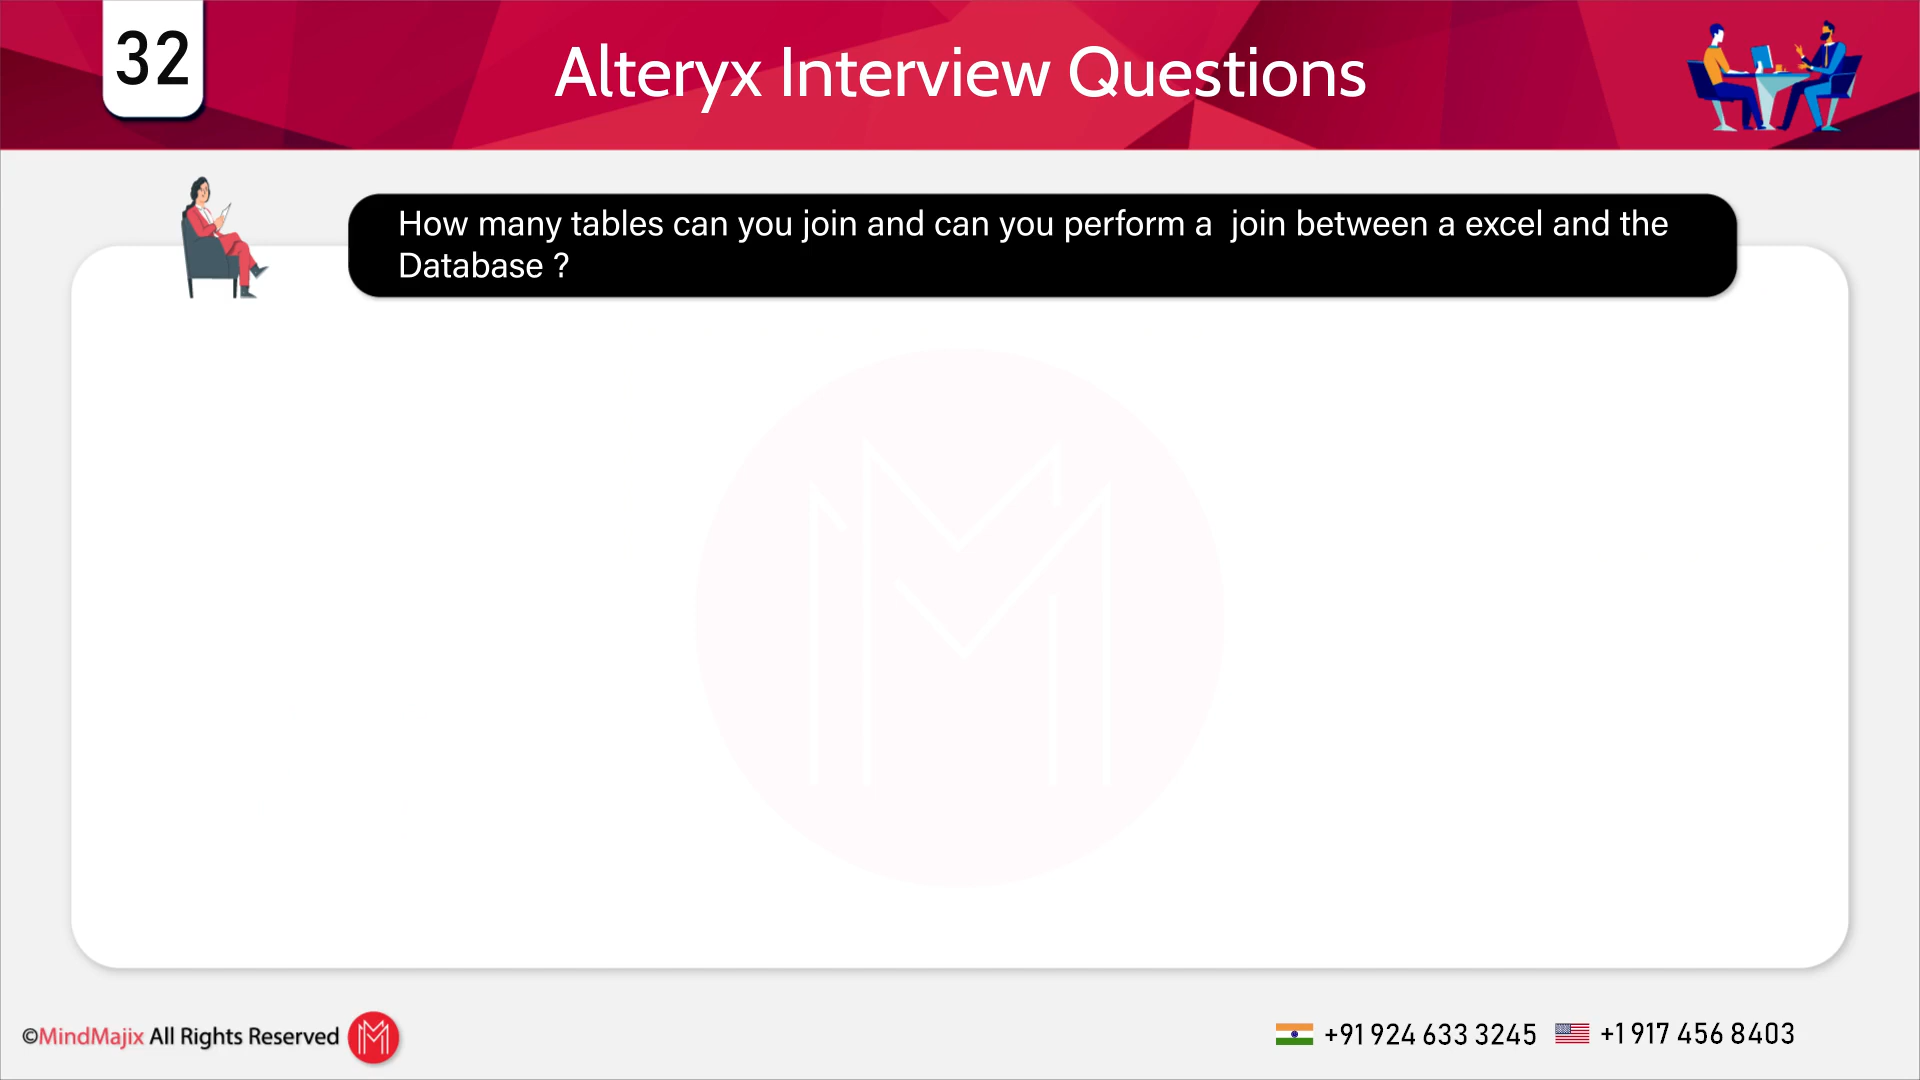 32
Alteryx Interview Questions
How many tables can you join and can you perform a  join between a excel and the
Database ?
©MindMajix All Rights Reserved
+91 924 633 3245
+1 917 456 8403